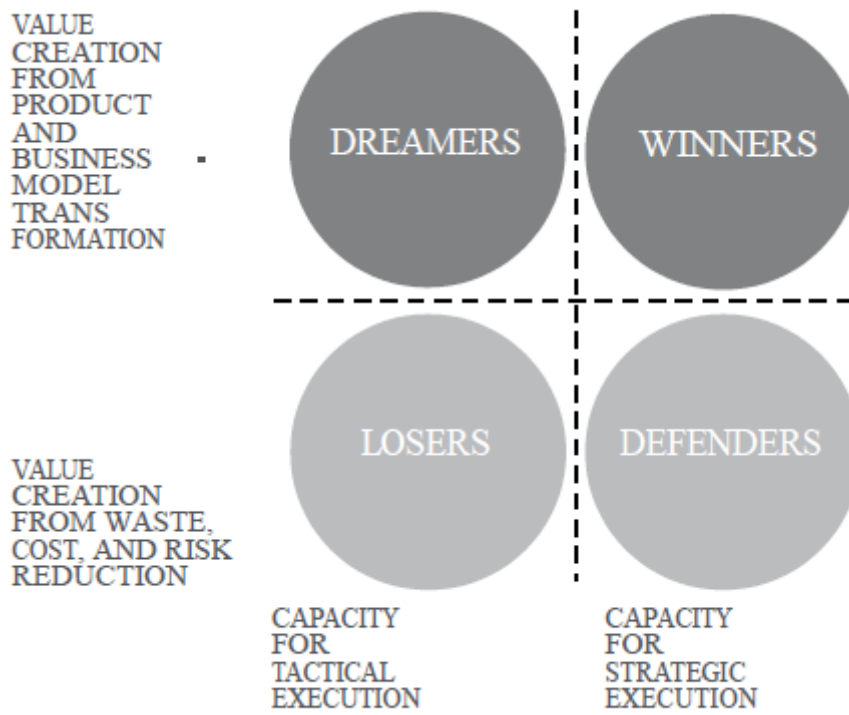 VALUE
CREATION
FROM
PRODUCT
AND
BUSINESS
MODEL
TRANS
FORMATION
DREAMERS
WINNERS
LOSERS
DEFENDERS
VALUE
CREATION
FROM WASTE,
COST, AND RISK
REDUCTION
CAPACITY
FOR
TACTICAL
EXECUTION
CAPACITY
FOR
STRATEGIC
EXECUTION